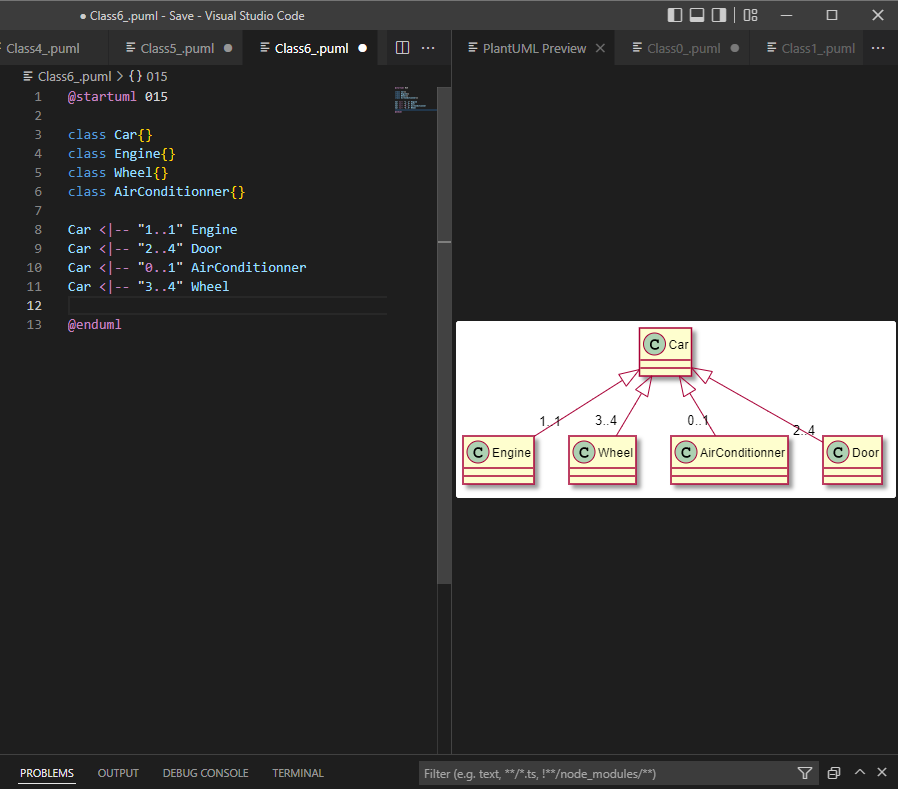 ● Class6_.puml - Save - Visual Studio Code
Class4_.puml
Class5_.puml ●
Class6_.puml ●
PlantUML Preview
Class0_.puml ●
Class1_.puml
Class6_.puml > {} 015
1 @startuml 015
2
3 class Car{}
4 class Engine{}
5 class Wheel{}
6 class AirConditionner{}
7
8 Car <|-- "1..1" Engine
9 Car <|-- "2..4" Door
10 Car <|-- "0..1" AirConditionner
11 Car <|-- "3..4" Wheel
12
13 @enduml
C Car
1..1
3..4
0..1
2..4
C Engine
C Wheel
C AirConditionner
C Door
PROBLEMS
OUTPUT
DEBUG CONSOLE
TERMINAL
Filter (e.g. text, **/*.ts, !**/node_modules/**)